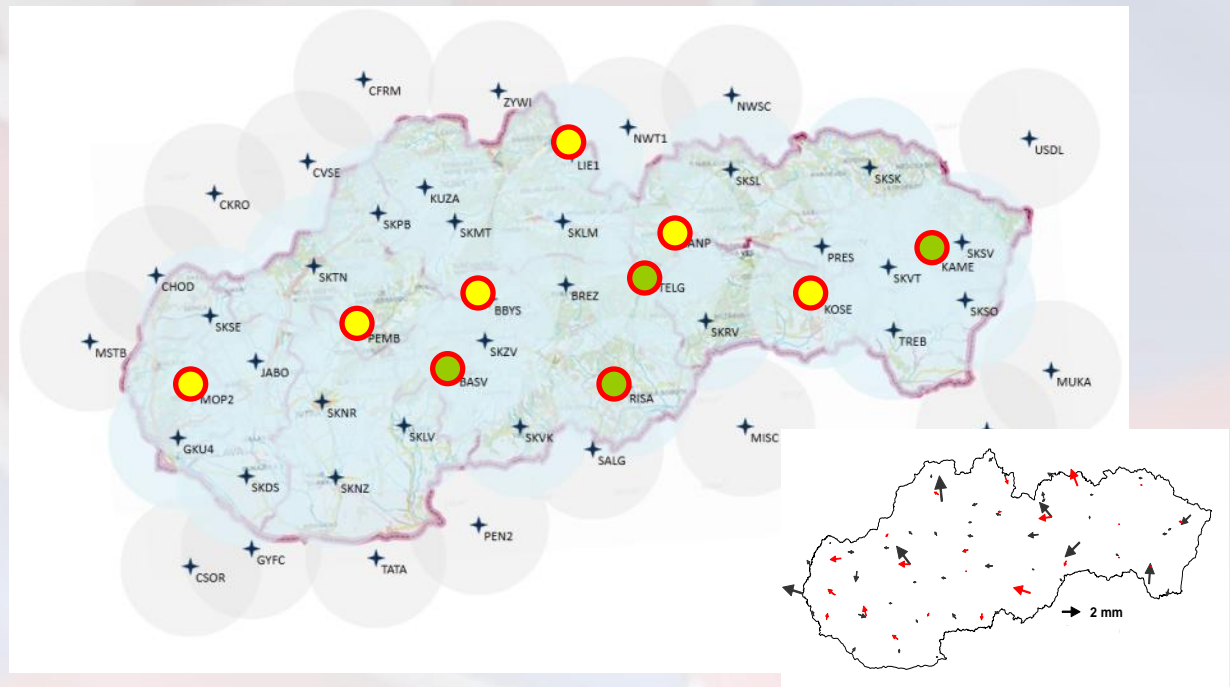 CFRM
ZYWI
NWSC
NWT1
USDL
CVSE
LIE1
SKSL
SKSK
CKRO
KUZA
SKPB
SKMT
SKLM
ANP
PRES
SKSV
KAME
SKTN
CHOD
SKVT
TELG
BREZ
BBYS
KOSE
SKSO
SKSE
PEMB
SKRV
TREB
MSTB
SKZV
JABO
BASV
MUKA
MOP2
RISA
SKNR
SKLV
SKVK
MISC
GKU4
SALG
SKDS
SKNZ
PEN2
GYFC
TATA
CSOR
2 mm